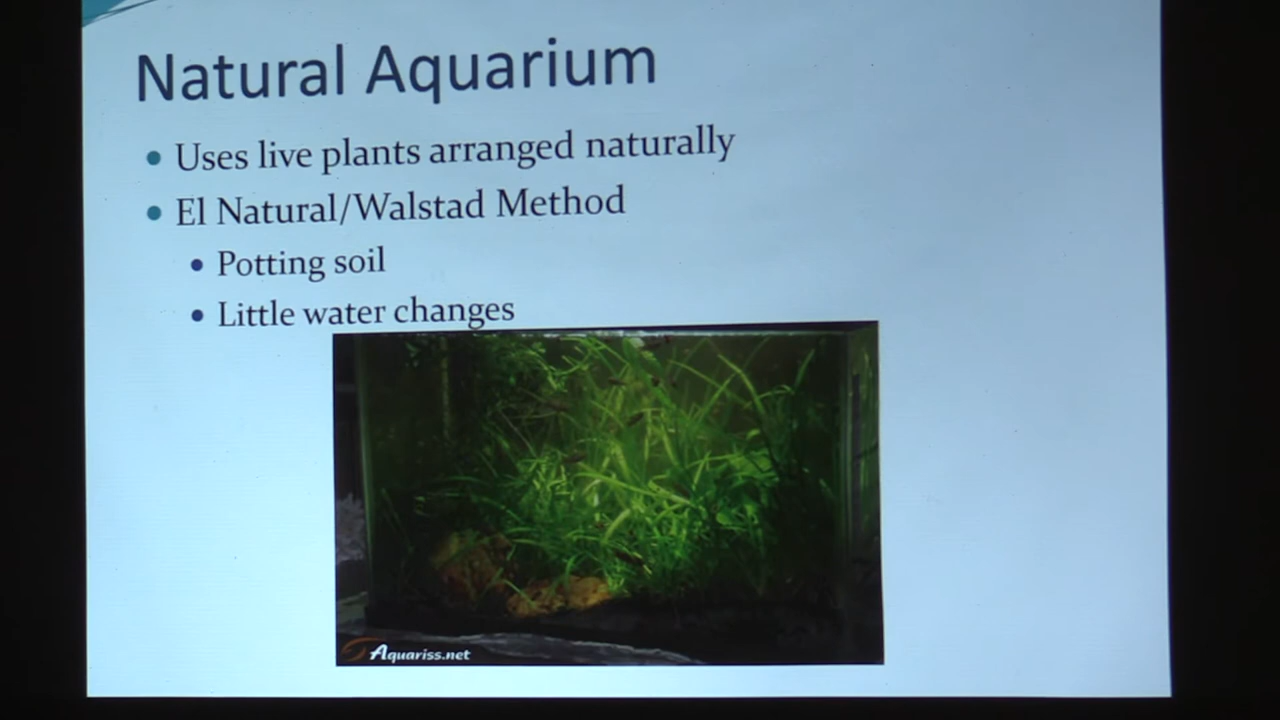 Natural Aquarium
Uses live plants arranged naturally
El Natural/Walstad Method
Potting soil
Little water changes
Aquariss.net